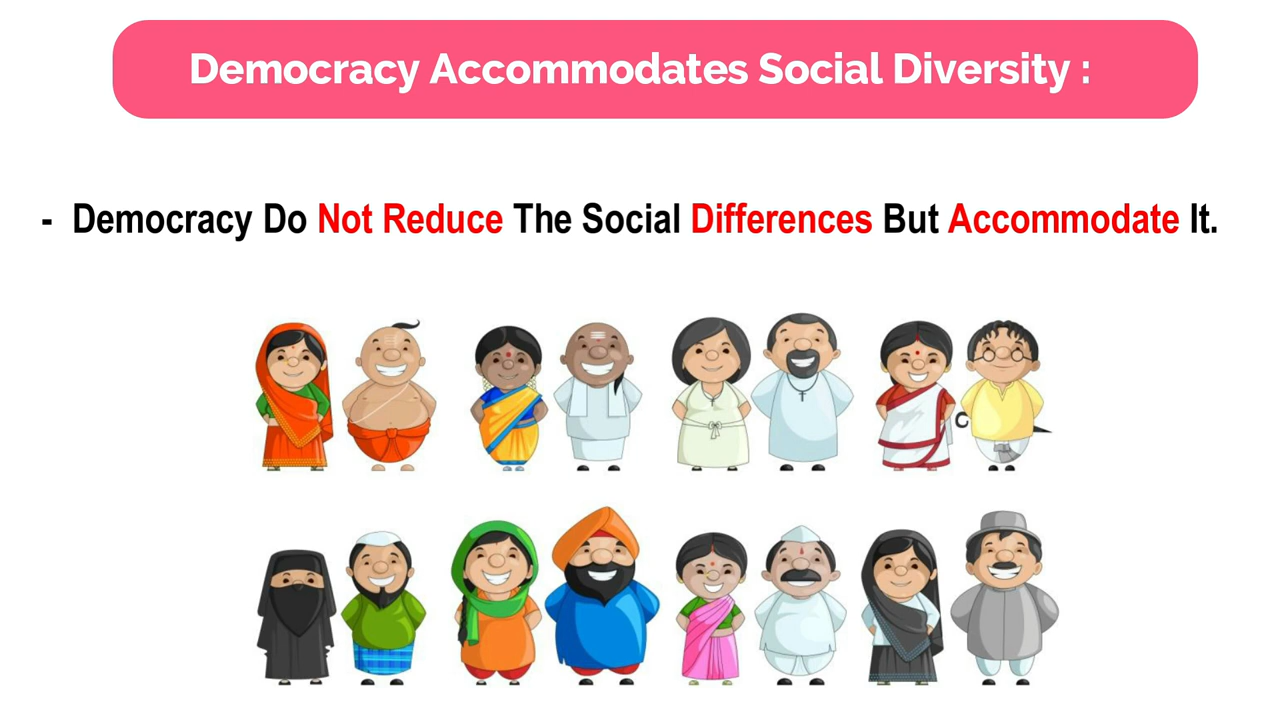 Democracy Accommodates Social Diversity :
- Democracy Do Not Reduce The Social Differences But Accommodate It.